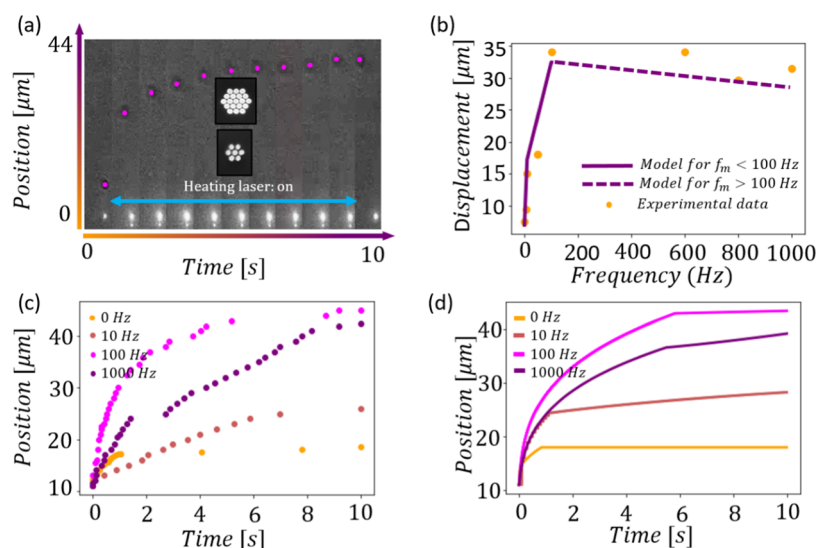 (a)
44
Position [μm]
0
Heating laser: on
0
10
Time [s]
(b)
Displacement [μm]
35
30
25
20
15
10
Model for fₘ < 100 Hz
Model for fₘ > 100 Hz
Experimental data
200 400 600 800 1000
Frequency (Hz)
(c)
Position [μm]
40
30
20
10
0 Hz
10 Hz
100 Hz
1000 Hz
0 2 4 6 8 10
Time [s]
(d)
Position [μm]
40
30
20
10
0 Hz
10 Hz
100 Hz
1000 Hz
0 2 4 6 8 10
Time [s]